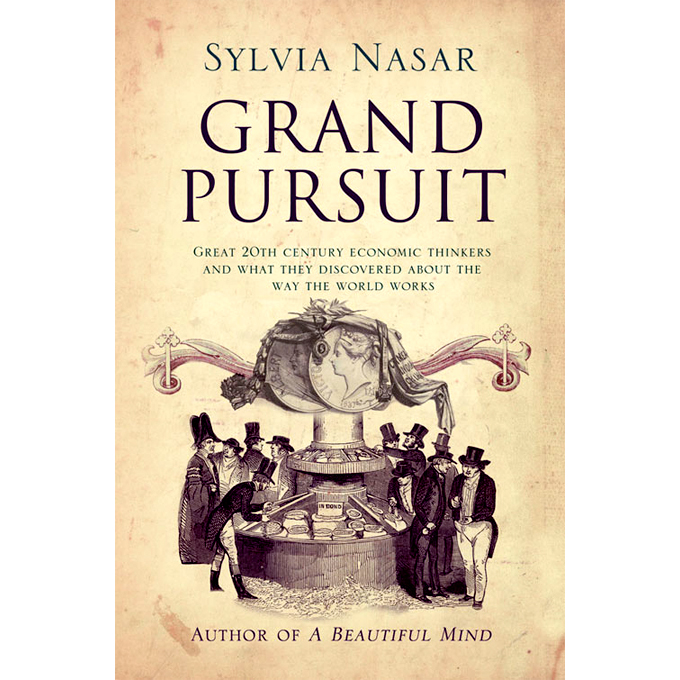 SYLVIA NASAR
GRAND
PURSUIT
GREAT 20TH CENTURY ECONOMIC THINKERS
AND WHAT THEY DISCOVERED ABOUT THE
WAY THE WORLD WORKS
IN BOND
AUTHOR OF A BEAUTIFUL MIND